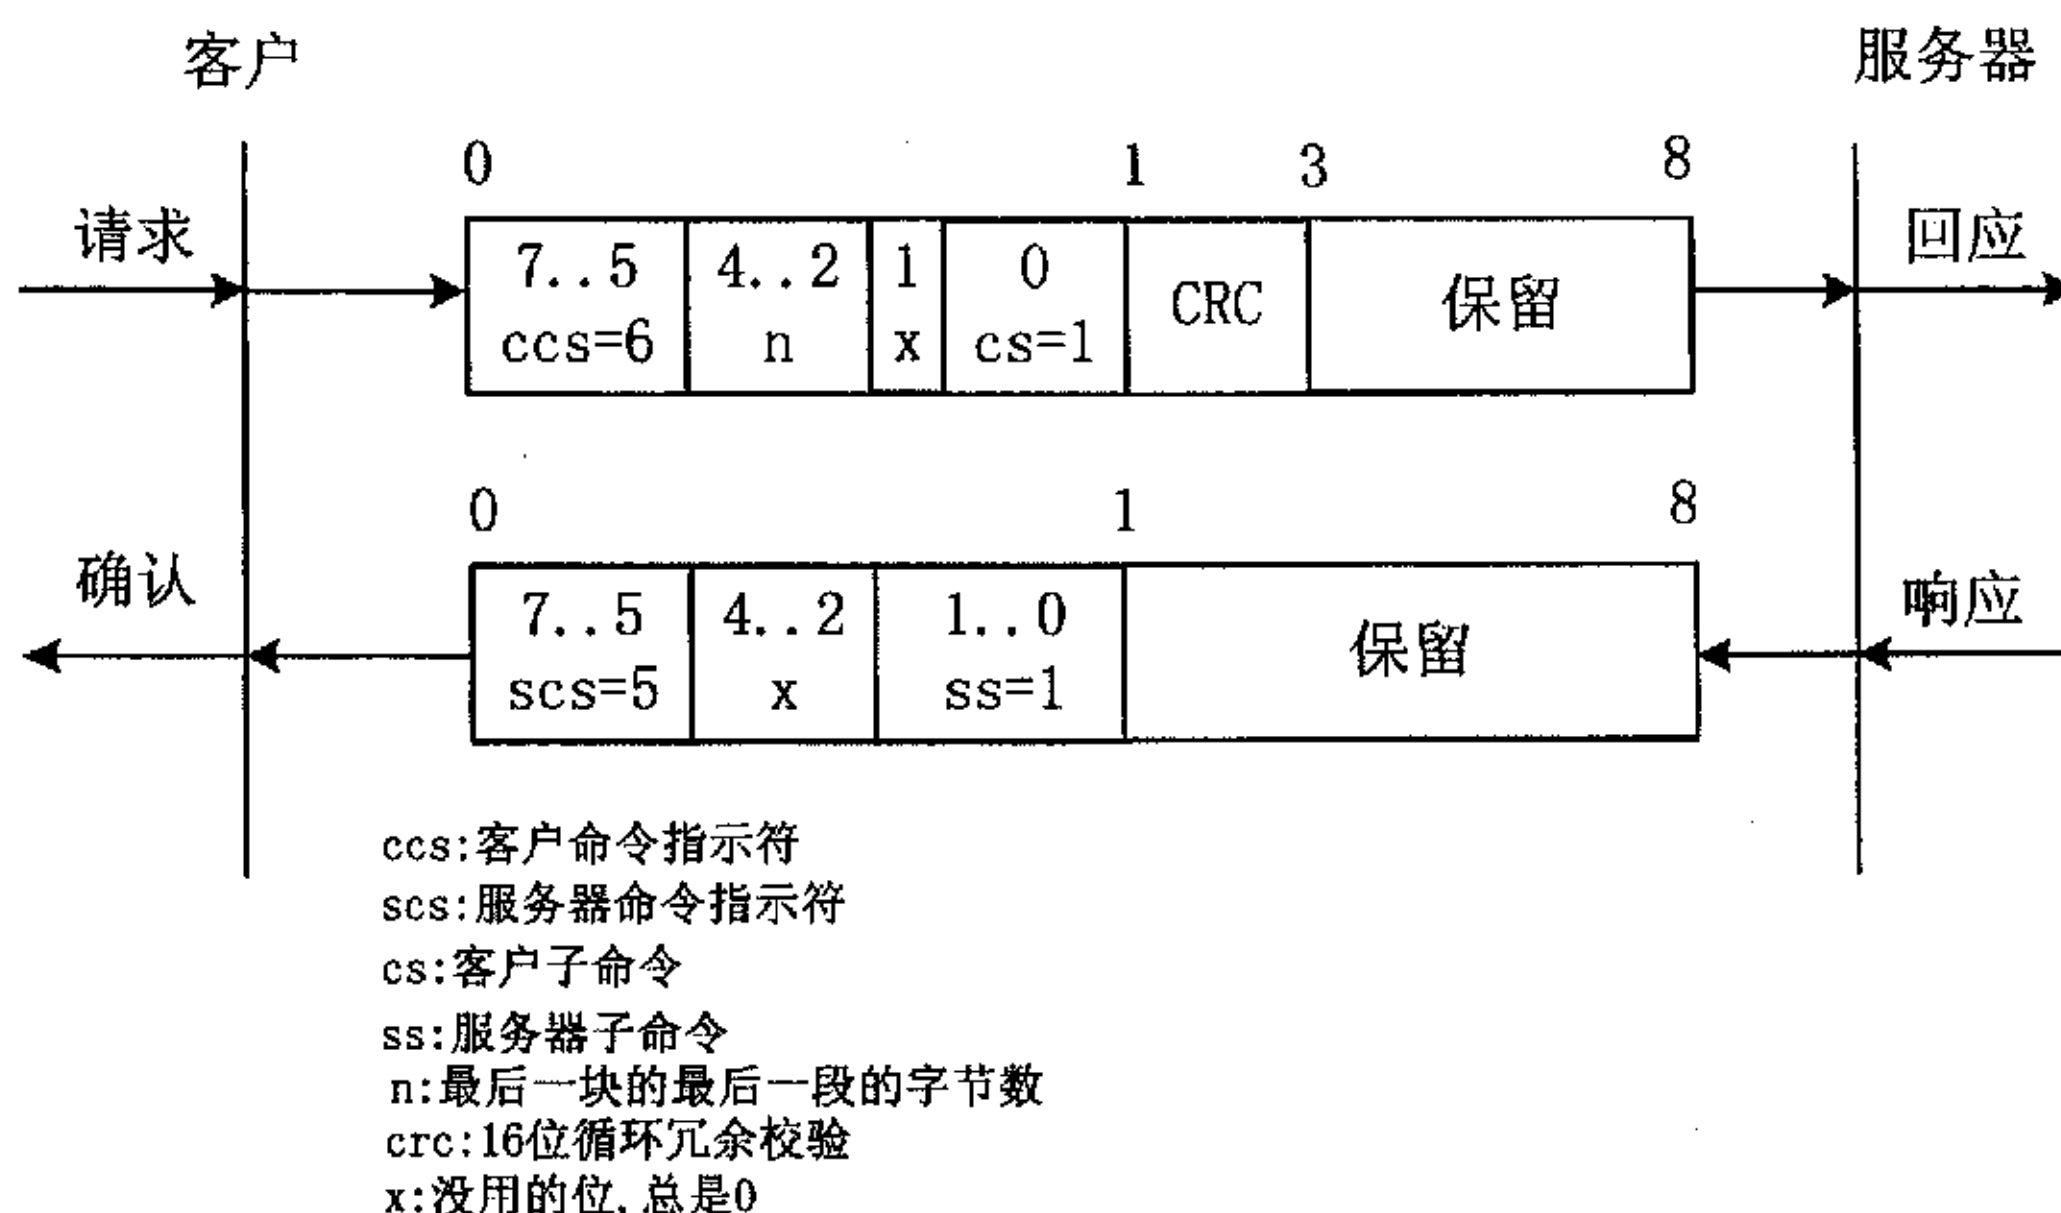 客户 服务器
0 1 3 8
请求 7..5 4..2 1 0 CRC 保留 回应
ccs=6 n x cs=1
0 1 8
确认 7..5 4..2 1..0 保留 响应
scs=5 x ss=1
ccs:客户命令指示符
scs:服务器命令指示符
cs:客户子命令
ss:服务器子命令
n:最后一块的最后一段的字节数
crc:16位循环冗余校验
x:没用的位,总是0